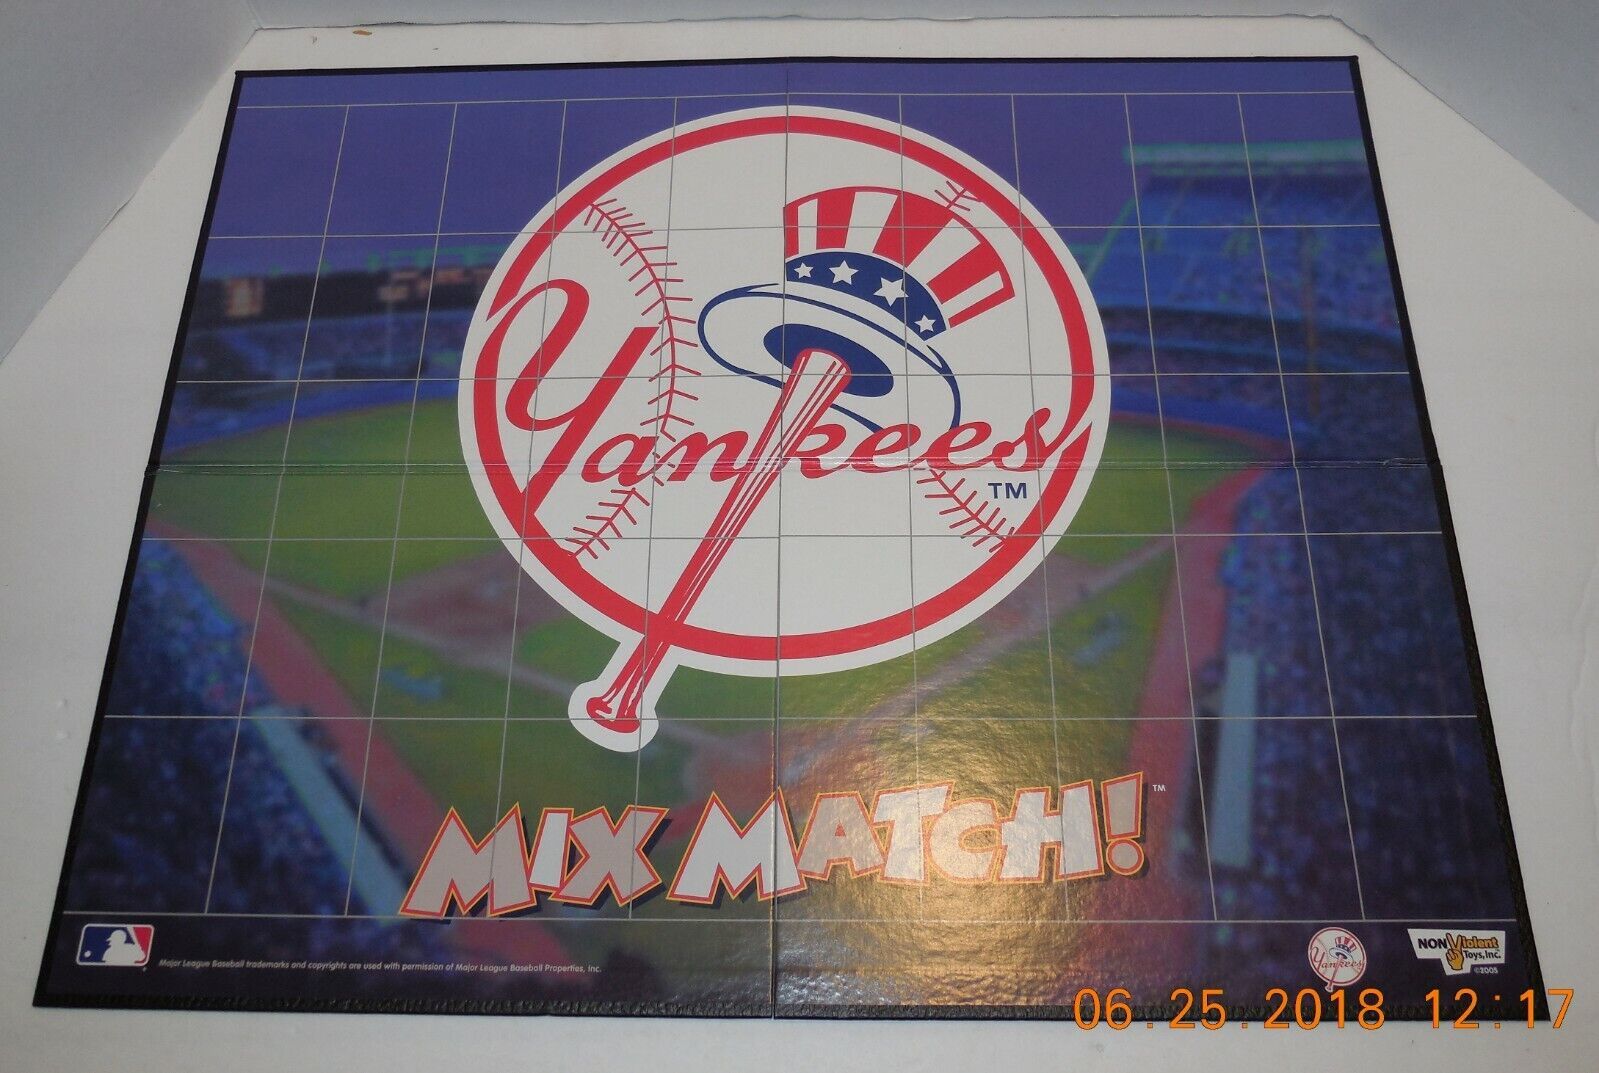 Yankees
TM
MIX MATCH!
TM
Major League Baseball trademarks and copyrights are used with permission of Major League Baseball Properties, Inc.
Yankees
NON Violent
Toys, Inc.
©2005
06.25.2018 12:17